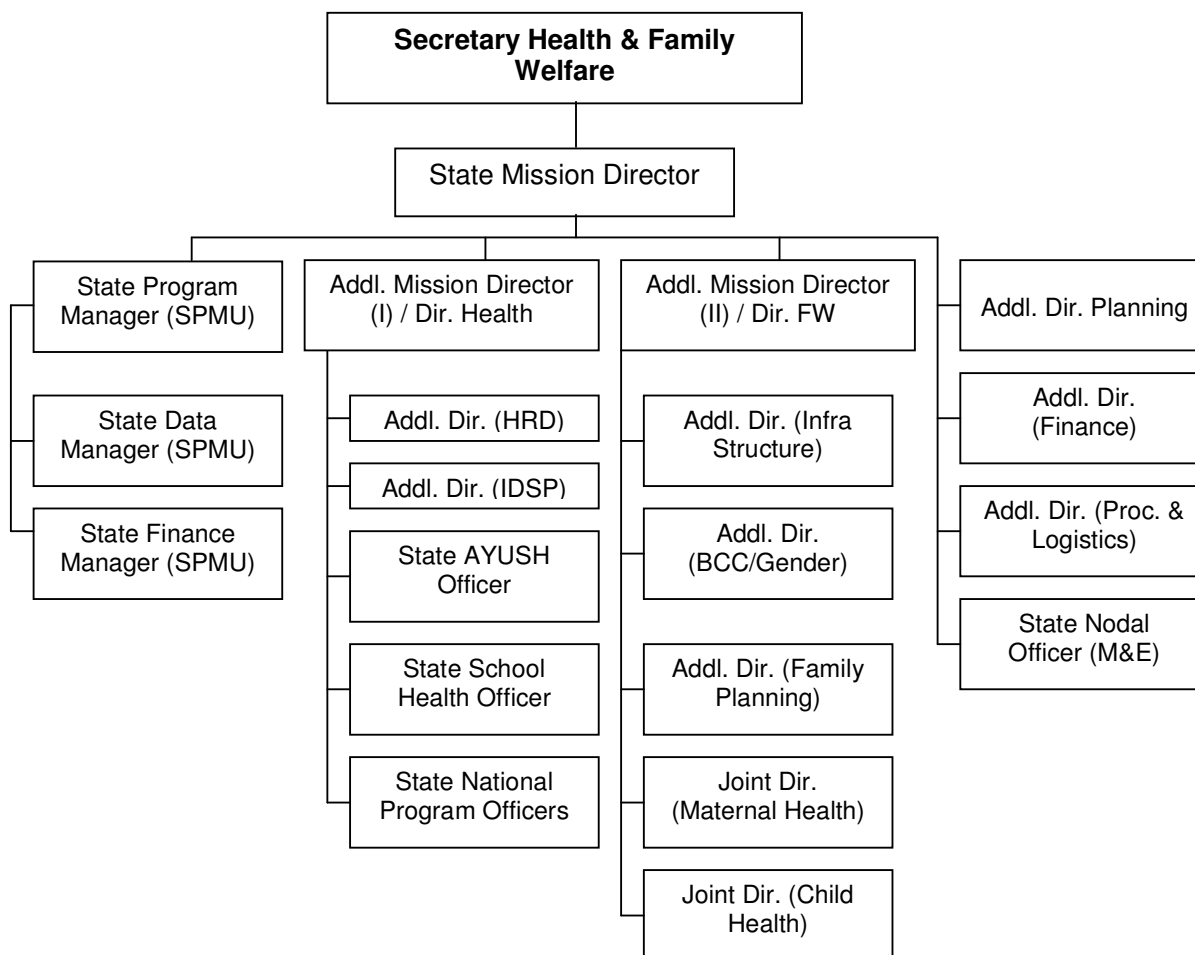 Secretary Health & Family
Welfare
State Mission Director
State Program
Manager (SPMU)
State Data
Manager (SPMU)
State Finance
Manager (SPMU)
Addl. Mission Director
(I) / Dir. Health
Addl. Dir. (HRD)
Addl. Dir. (IDSP)
State AYUSH
Officer
State School
Health Officer
State National
Program Officers
Addl. Mission Director
(II) / Dir. FW
Addl. Dir. (Infra
Structure)
Addl. Dir.
(BCC/Gender)
Addl. Dir. (Family
Planning)
Joint Dir.
(Maternal Health)
Joint Dir. (Child
Health)
Addl. Dir. Planning
Addl. Dir.
(Finance)
Addl. Dir. (Proc. &
Logistics)
State Nodal
Officer (M&E)